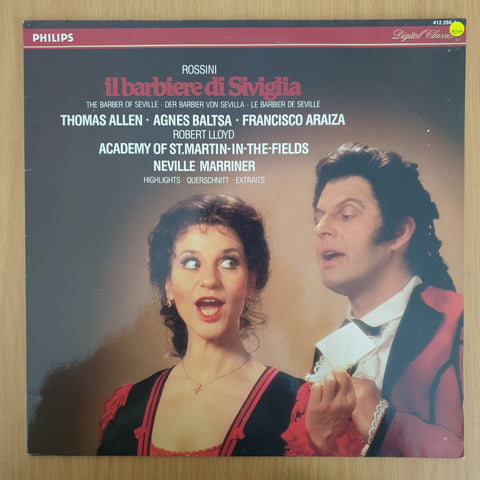 PHILIPS
412 266
Digital Classics
ROSSINI
il barbiere di Siviglia
THE BARBER OF SEVILLE · DER BARBIER VON SEVILLA · LE BARBIER DE SEVILLE
THOMAS ALLEN · AGNES BALTSA · FRANCISCO ARAIZA
ROBERT LLOYD
ACADEMY OF ST.MARTIN-IN-THE-FIELDS
NEVILLE MARRINER
HIGHLIGHTS · QUERSCHNITT · EXTRAITS